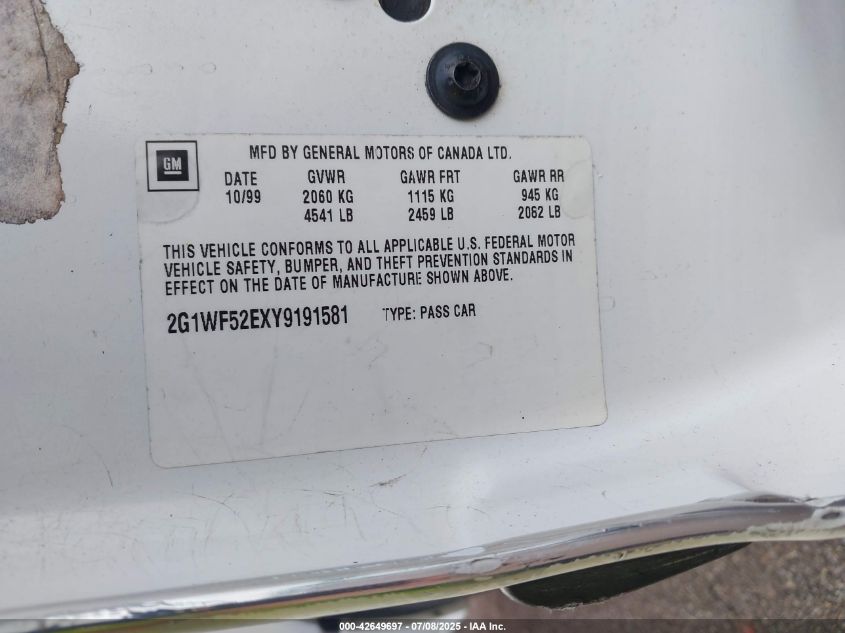 GM
MFD BY GENERAL MOTORS OF CANADA LTD.
DATE GVWR GAWR FRT GAWR RR
10/99 2060 KG 1115 KG 945 KG
4541 LB 2459 LB 2082 LB
THIS VEHICLE CONFORMS TO ALL APPLICABLE U.S. FEDERAL MOTOR
VEHICLE SAFETY, BUMPER, AND THEFT PREVENTION STANDARDS IN
EFFECT ON THE DATE OF MANUFACTURE SHOWN ABOVE.
2G1WF52EXY9191581 TYPE: PASS CAR
000-42649697 - 07/08/2025 - IAA Inc.